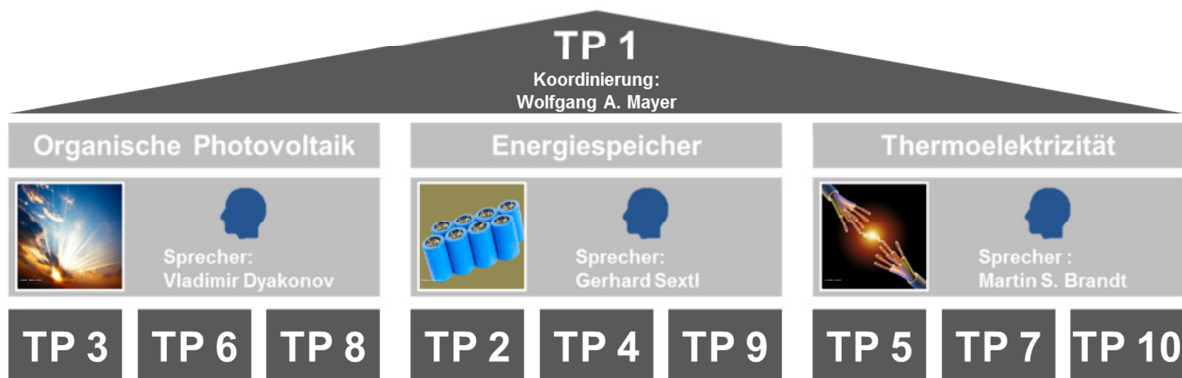 TP 1
Koordinierung:
Wolfgang A. Mayer
Organische Photovoltaik
Energiespeicher
Thermoelektrizität
Sprecher:
Vladimir Dyakonov
Sprecher:
Gerhard Sextl
Sprecher :
Martin S. Brandt
TP 3
TP 6
TP 8
TP 2
TP 4
TP 9
TP 5
TP 7
TP 10